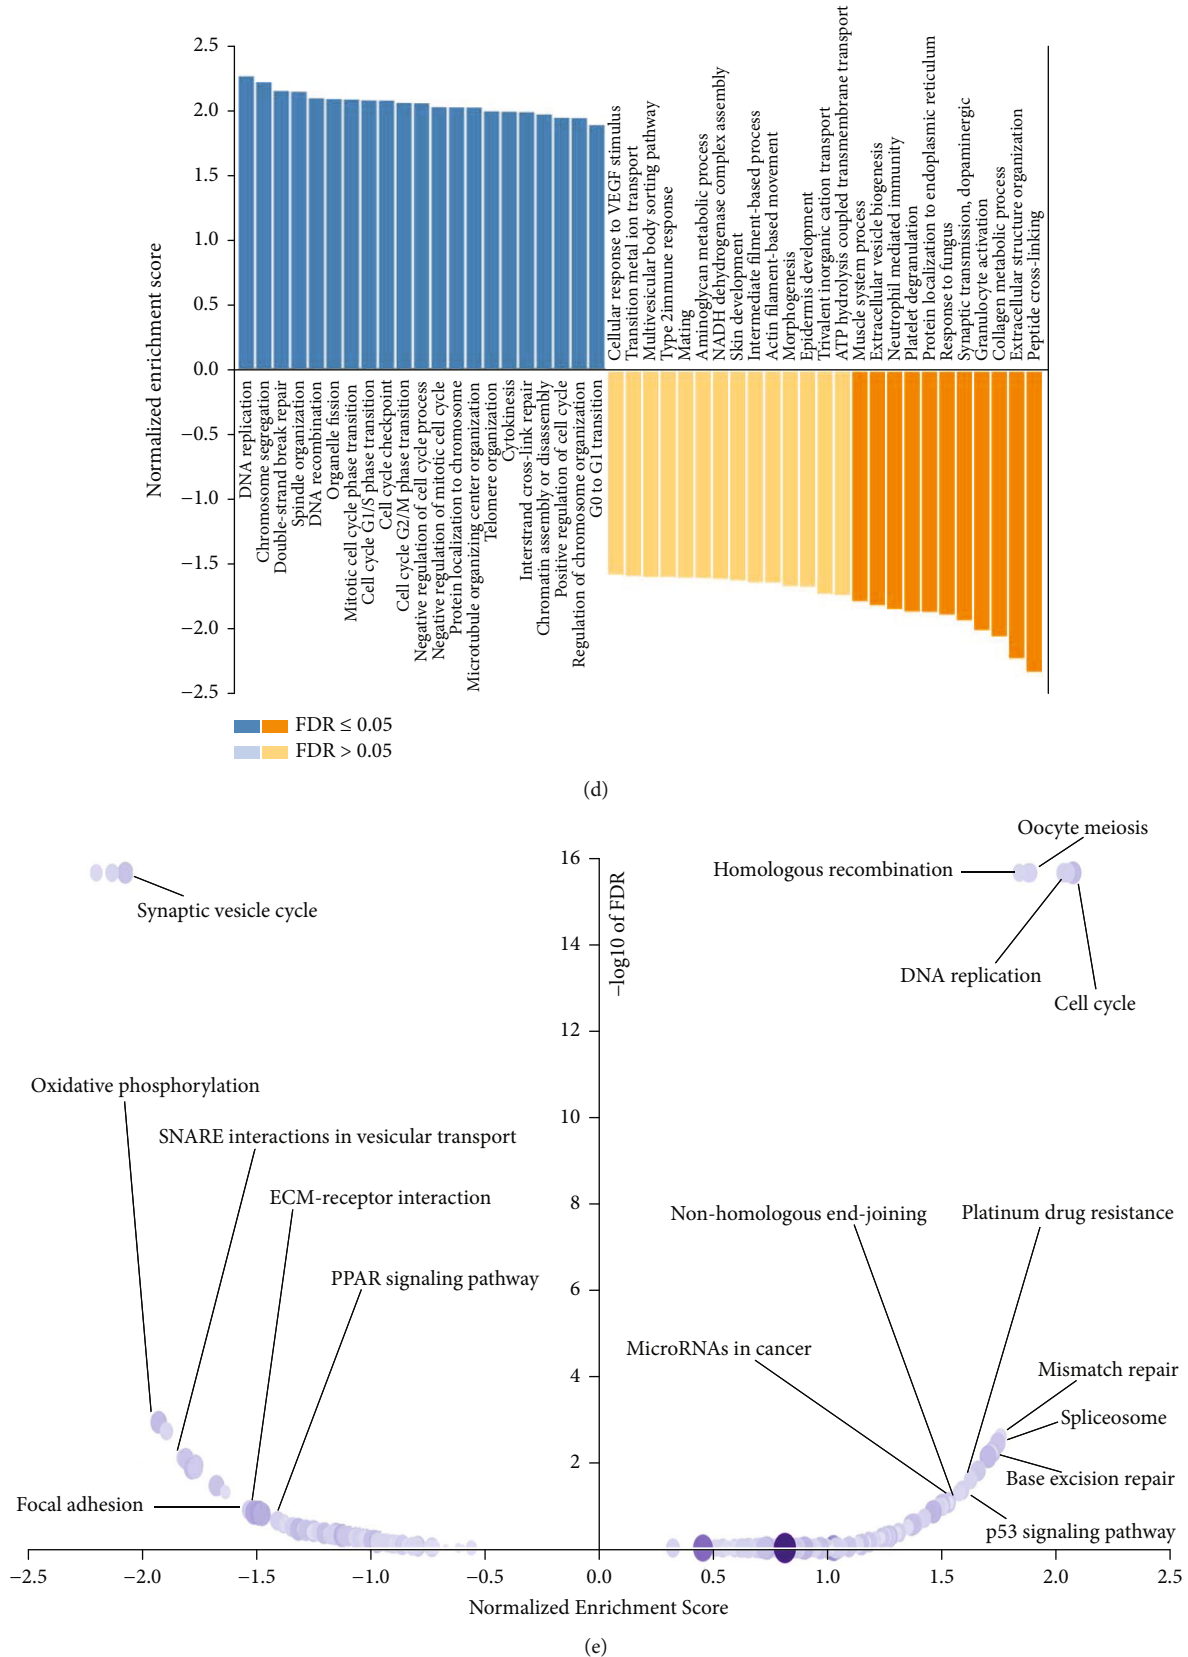 2.5
2.0
1.5
1.0
0.5
0.0
−0.5
−1.0
−1.5
−2.0
−2.5
Normalized enrichment score
DNA replication
Chromosome segregation
Double-strand break repair
Spindle organization
DNA recombination
Organelle fission
Mitotic cell cycle phase transition
Cell cycle G1/S phase transition
Cell cycle checkpoint
Cell cycle G2/M phase transition
Negative regulation of cell cycle process
Negative regulation of mitotic cell cycle
Protein localization to chromosome
Microtubule organizing center organization
Telomere organization
Cytokinesis
Interstrand cross-link repair
Chromatin assembly or disassembly
Positive regulation of cell cycle
Regulation of chromosome organization
G0 to G1 transition
Cellular response to VEGF stimulus
Transition metal ion transport
Multivesicular body sorting pathway
Type 2immune response
Mating
Aminoglycan metabolic process
NADH dehydrogenase complex assembly
Skin development
Intermediate filment-based process
Actin filament-based movement
Morphogenesis
Epidermis development
Trivalent inorganic cation transport
ATP hydrolysis coupled transmembrane transport
Muscle system process
Extracellular vesicle biogenesis
Neutrophil mediated immunity
Platelet degranulation
Protein localization to endoplasmic reticulum
Response to fungus
Synaptic transmission, dopaminergic
Granulocyte activation
Collagen metabolic process
Extracellular structure organization
Peptide cross-linking
FDR ≤ 0.05
FDR > 0.05
(d)
Oocyte meiosis
Homologous recombination
Synaptic vesicle cycle
DNA replication
Cell cycle
Oxidative phosphorylation
SNARE interactions in vesicular transport
ECM-receptor interaction
PPAR signaling pathway
Focal adhesion
Non-homologous end-joining
Platinum drug resistance
MicroRNAs in cancer
Mismatch repair
Spliceosome
Base excision repair
p53 signaling pathway
16
14
12
10
8
6
4
2
−log10 of FDR
−2.5
−2.0
−1.5
−1.0
−0.5
0.0
0.5
1.0
1.5
2.0
2.5
Normalized Enrichment Score
(e)